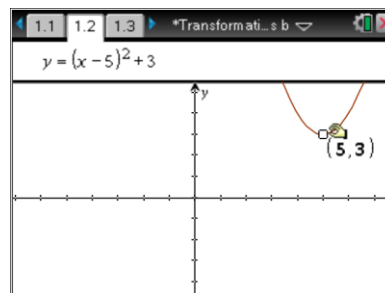 1.1 1.2 1.3 *Transformati...s b
y = (x − 5)² + 3
y
(5,3)